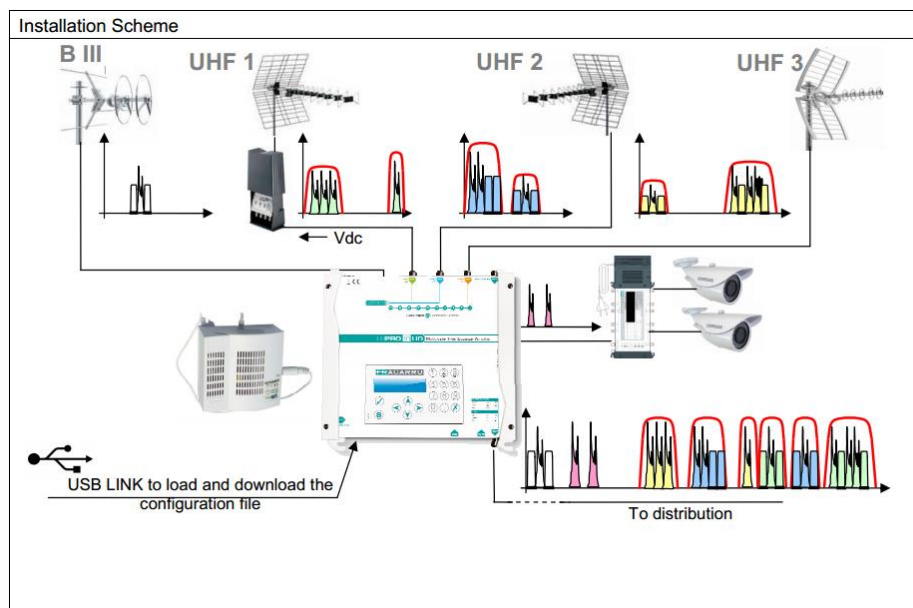 Installation Scheme
B III
UHF 1
UHF 2
UHF 3
Vdc
FRACARRO
USB LINK to load and download the
configuration file
To distribution